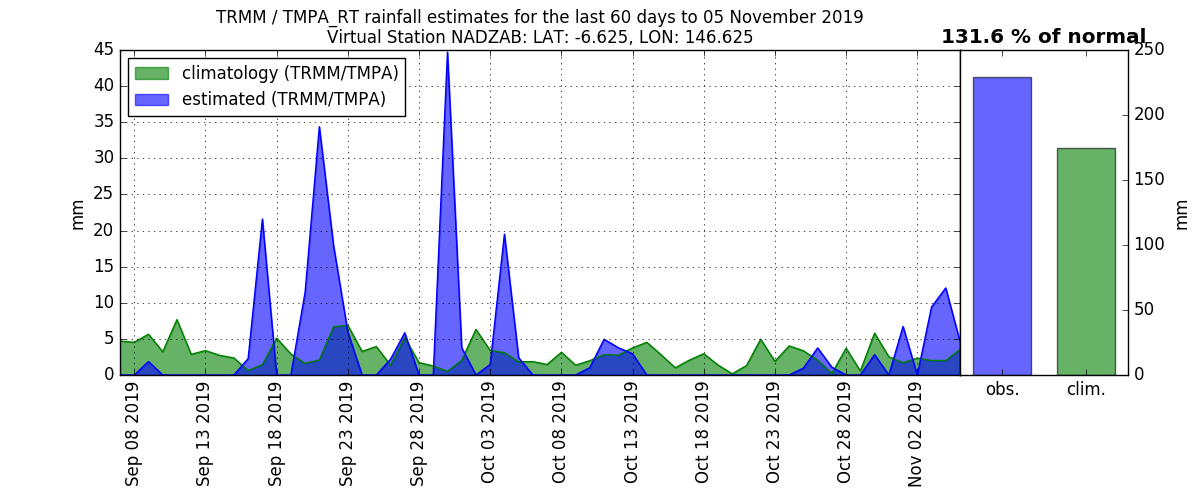 TRMM / TMPA_RT rainfall estimates for the last 60 days to 05 November 2019
Virtual Station NADZAB: LAT: -6.625, LON: 146.625
131.6 % of normal
climatology (TRMM/TMPA)
estimated (TRMM/TMPA)
45
40
35
30
25
20
15
10
5
0
mm
250
200
150
100
50
0
mm
Sep 08 2019
Sep 13 2019
Sep 18 2019
Sep 23 2019
Sep 28 2019
Oct 03 2019
Oct 08 2019
Oct 13 2019
Oct 18 2019
Oct 23 2019
Oct 28 2019
Nov 02 2019
obs.
clim.